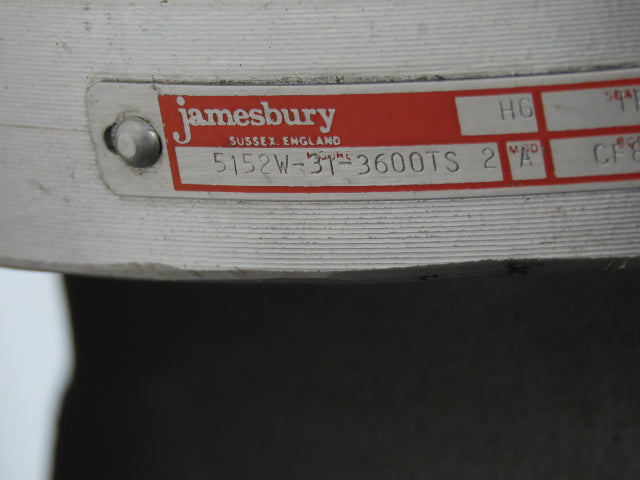 jamesbury
HG
SUSSEX, ENGLAND
5152W-31-3600TS 2 A